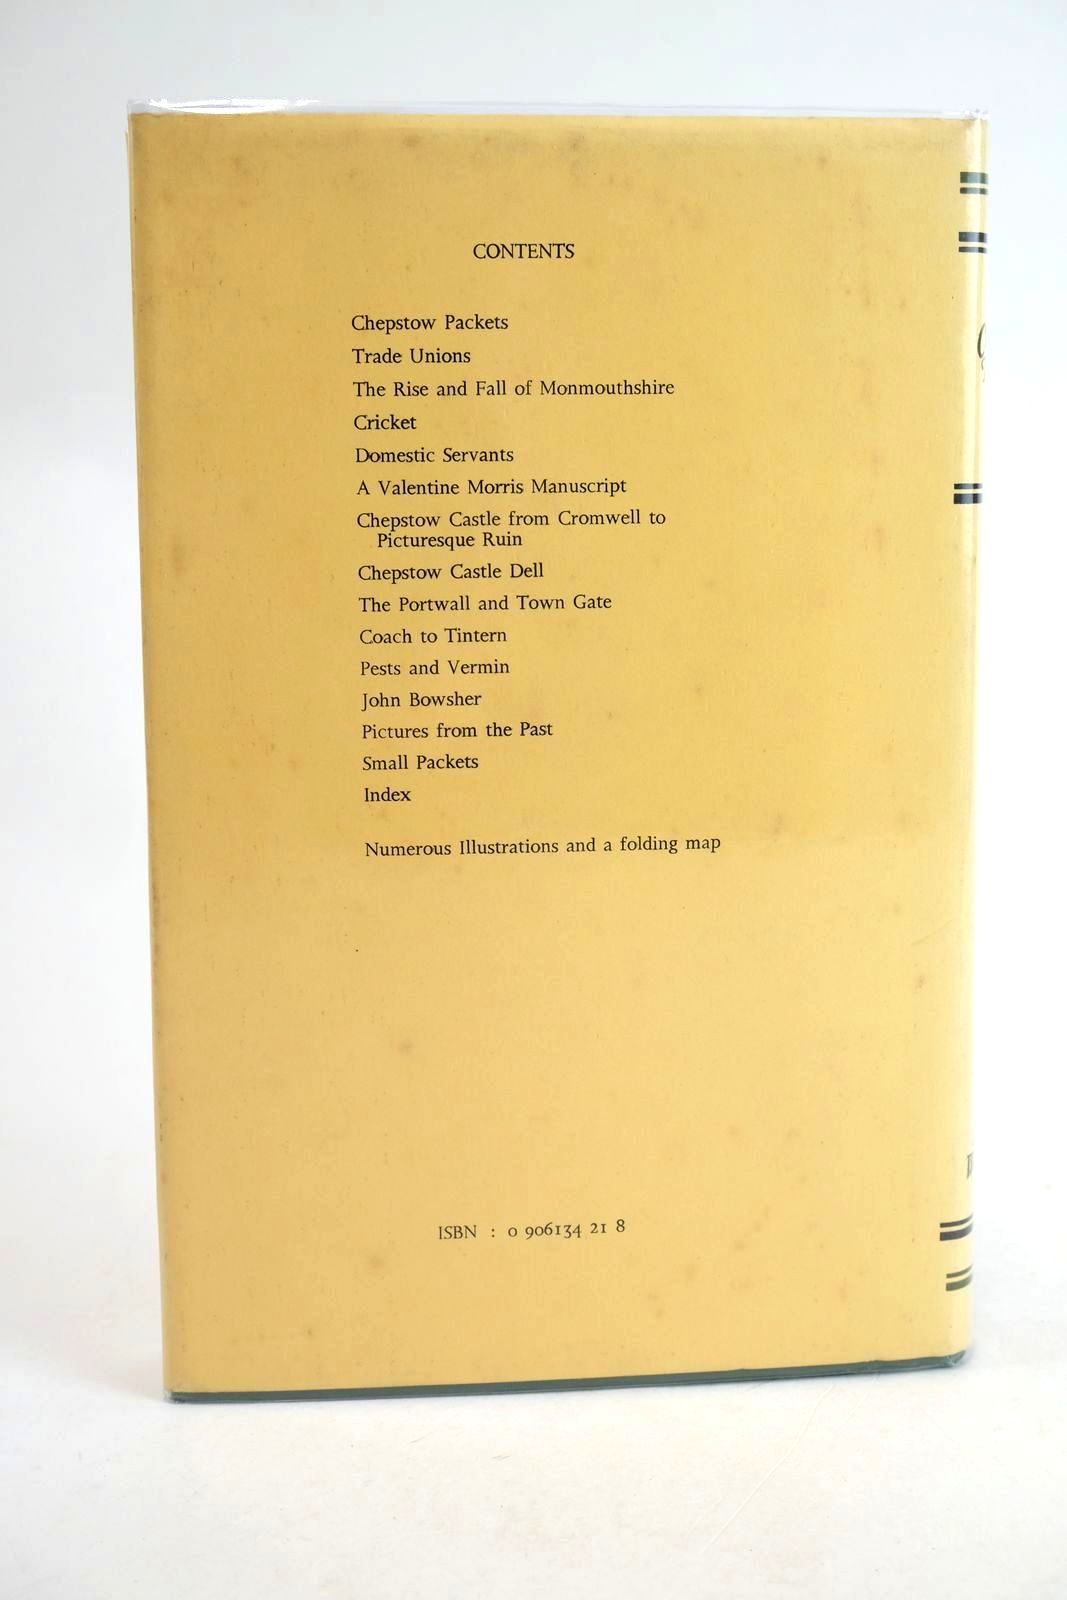 CONTENTS
Chepstow Packets
Trade Unions
The Rise and Fall of Monmouthshire
Cricket
Domestic Servants
A Valentine Morris Manuscript
Chepstow Castle from Cromwell to
Picturesque Ruin
Chepstow Castle Dell
The Portwall and Town Gate
Coach to Tintern
Pests and Vermin
John Bowsher
Pictures from the Past
Small Packets
Index
Numerous Illustrations and a folding map
ISBN : 0 906134 21 8